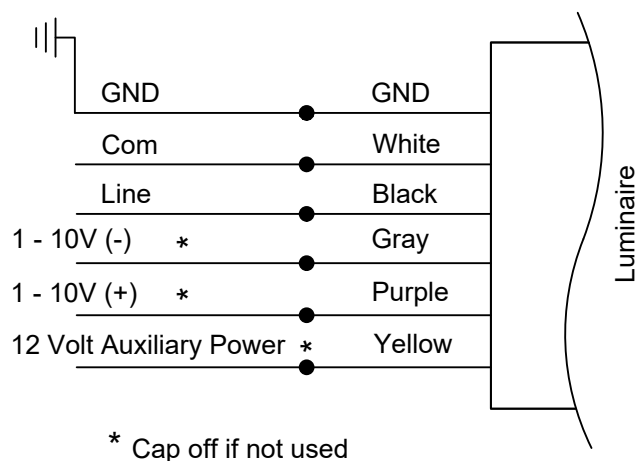 GND GND
Com White
Line Black
1 - 10V (-) * Gray
1 - 10V (+) * Purple
12 Volt Auxiliary Power * Yellow
Luminaire
* Cap off if not used